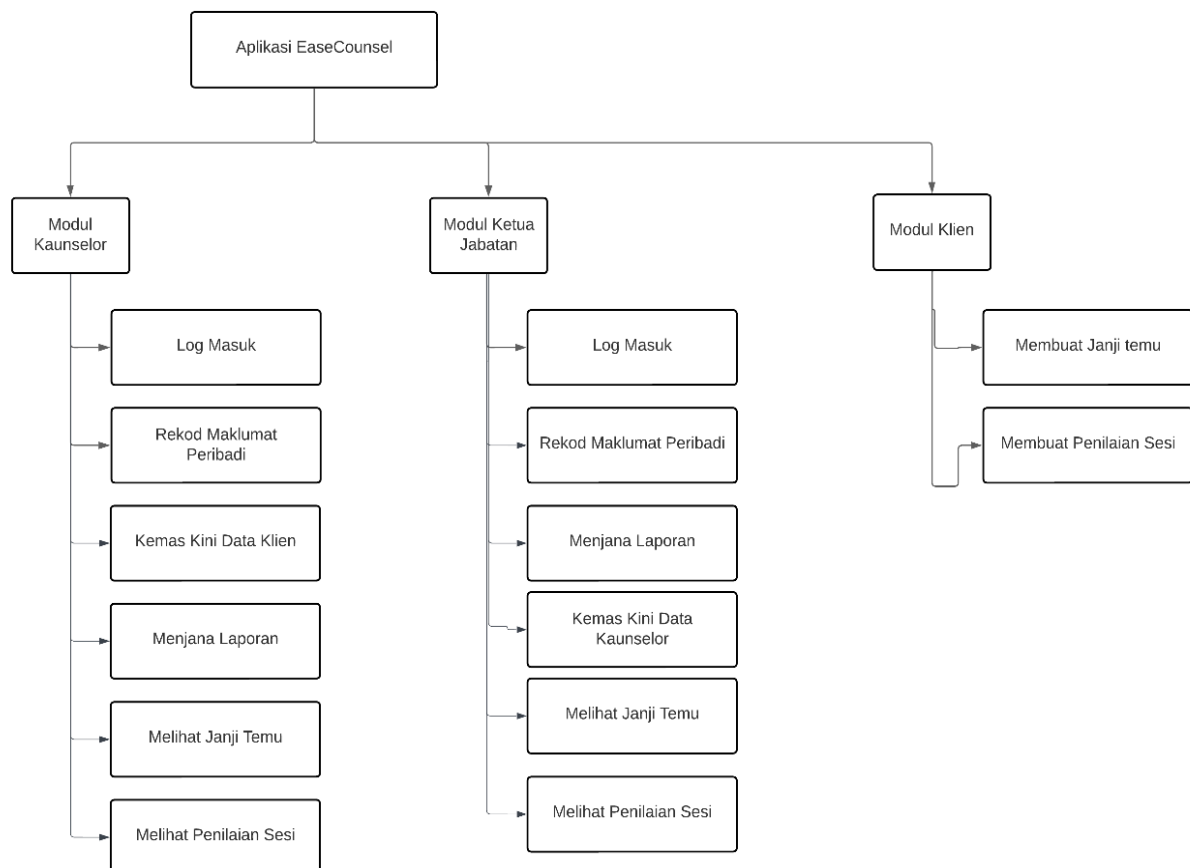 Aplikasi EaseCounsel
Modul
Kaunselor
Log Masuk
Rekod Maklumat
Peribadi
Kemas Kini Data Klien
Menjana Laporan
Melihat Janji Temu
Melihat Penilaian Sesi
Modul Ketua
Jabatan
Log Masuk
Rekod Maklumat Peribadi
Menjana Laporan
Kemas Kini Data
Kaunselor
Melihat Janji Temu
Melihat Penilaian Sesi
Modul Klien
Membuat Janji temu
Membuat Penilaian Sesi